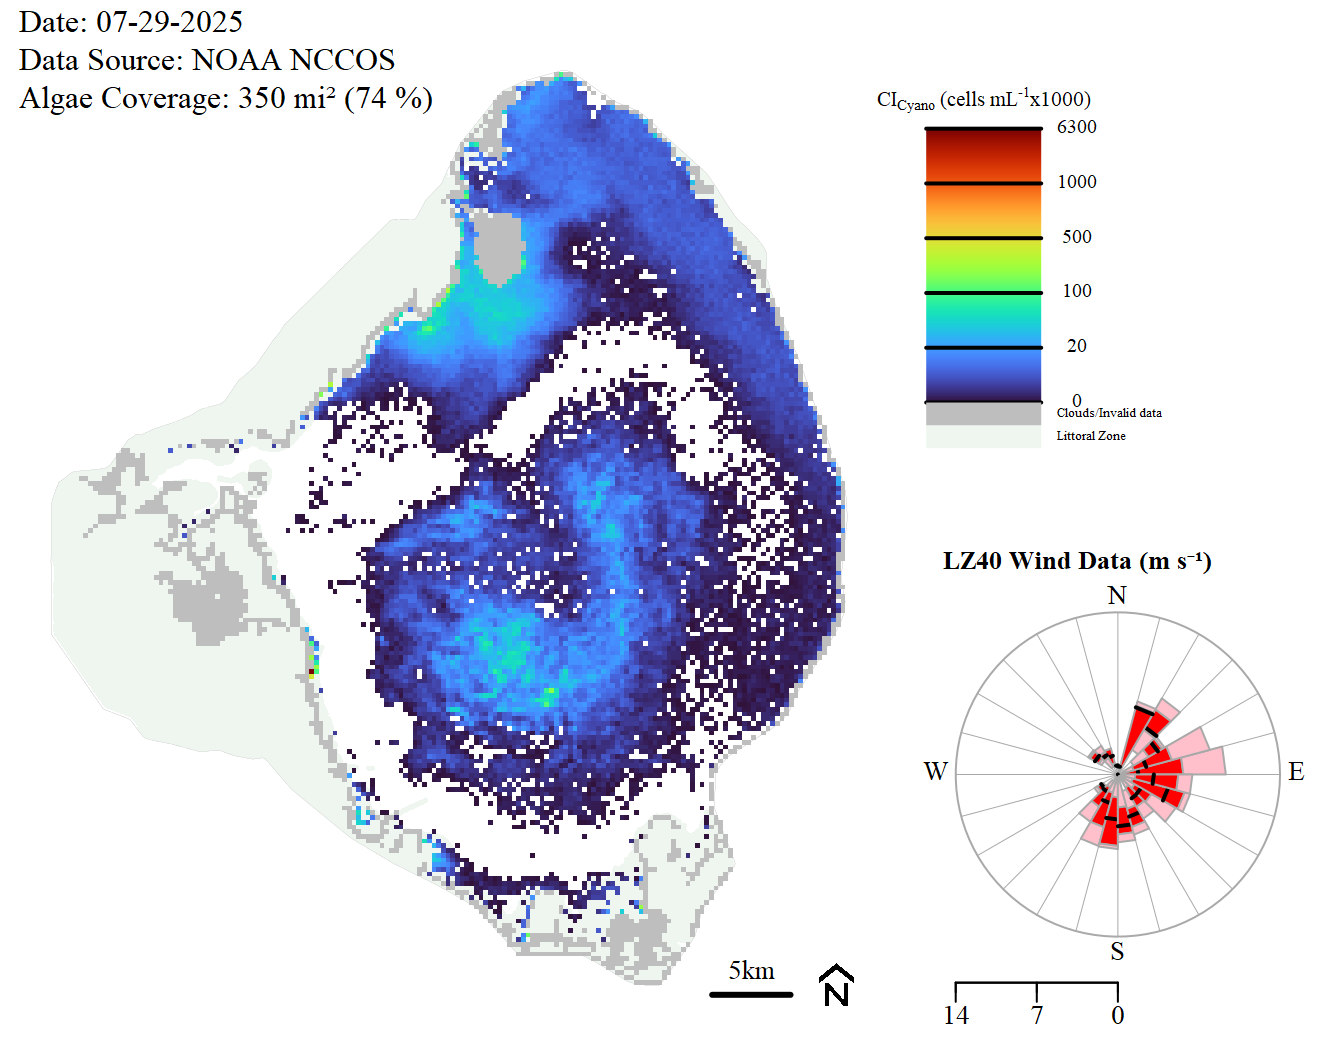 Date: 07-29-2025
Data Source: NOAA NCCOS
Algae Coverage: 350 mi² (74 %)
CICyano (cells mL-1x1000)
6300
1000
500
100
20
0
Clouds/Invalid data
Littoral Zone
LZ40 Wind Data (m s⁻¹)
N
W
E
S
5km
N
14 7 0